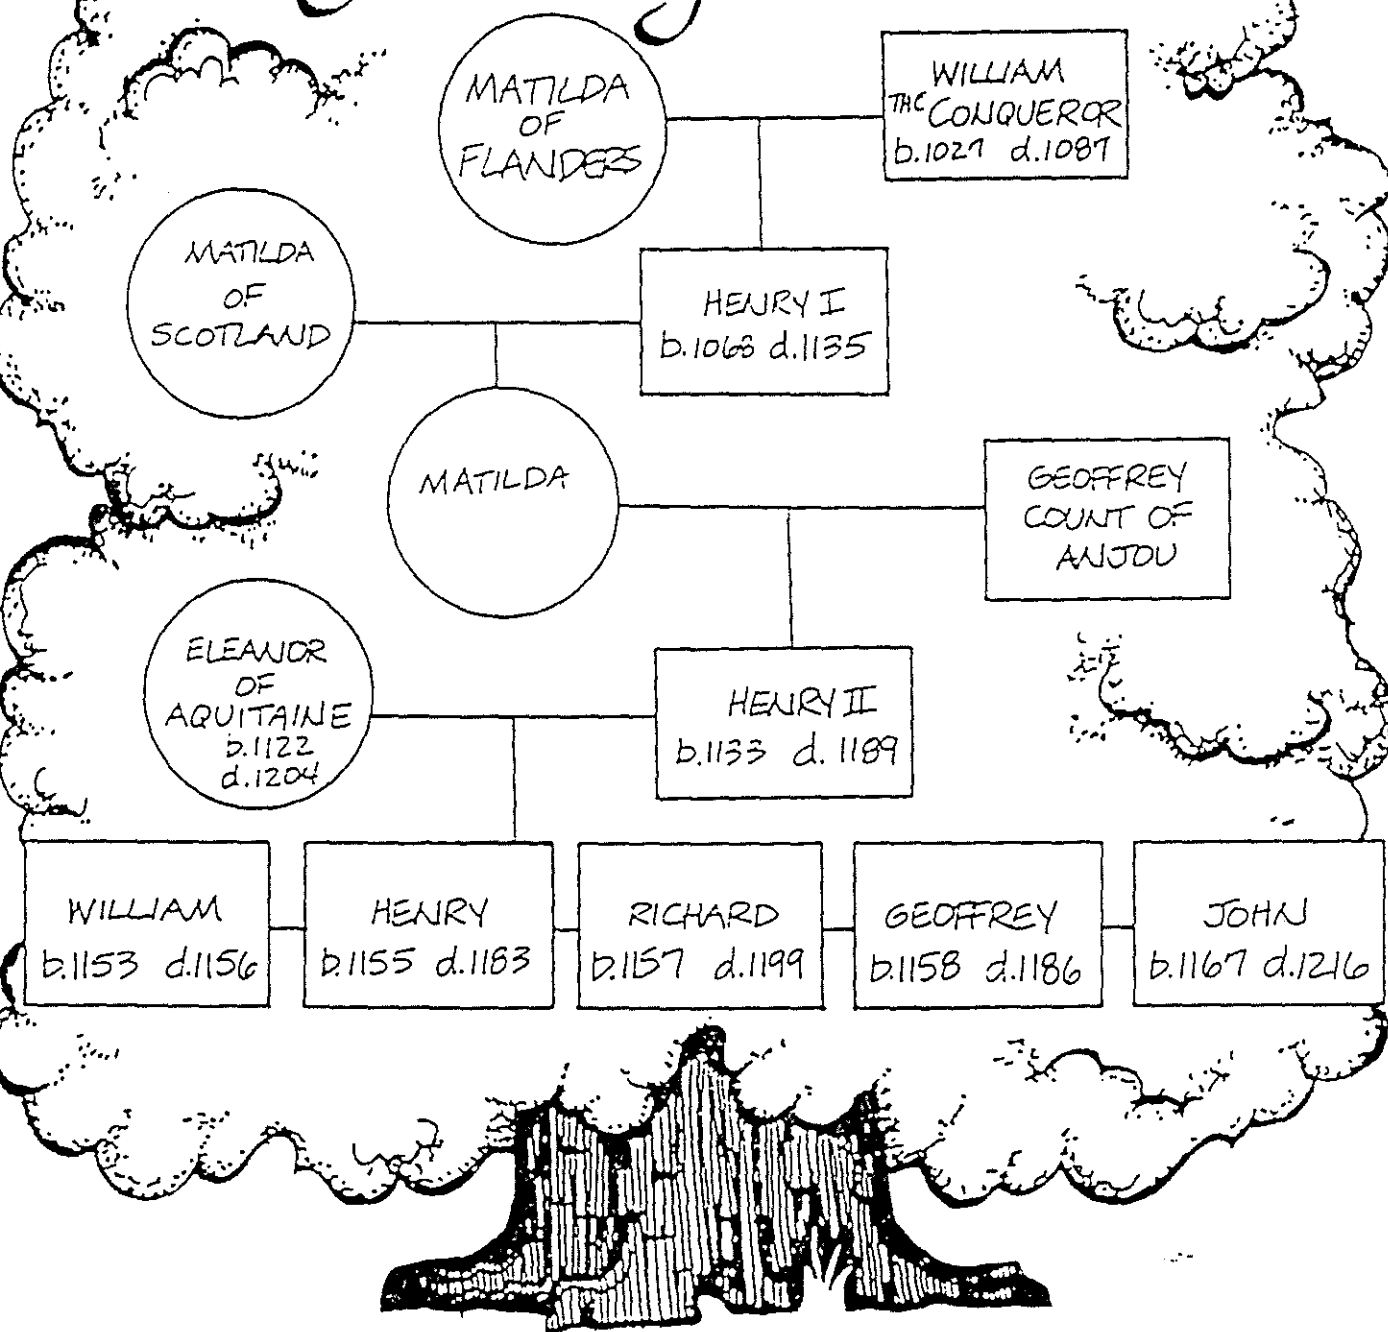 MATILDA
OF
FLANDERS
WILLIAM
THE CONQUEROR
b.1027 d.1087
MATILDA
OF
SCOTLAND
HENRY I
b.1068 d.1135
MATILDA
GEOFFREY
COUNT OF
ANJOU
ELEANOR
OF
AQUITAINE
b.1122
d.1204
HENRY II
b.1133 d. 1189
WILLIAM
b.1153 d.1156
HENRY
b.1155 d.1183
RICHARD
b.1157 d.1199
GEOFFREY
b.1158 d.1186
JOHN
b.1167 d.1216